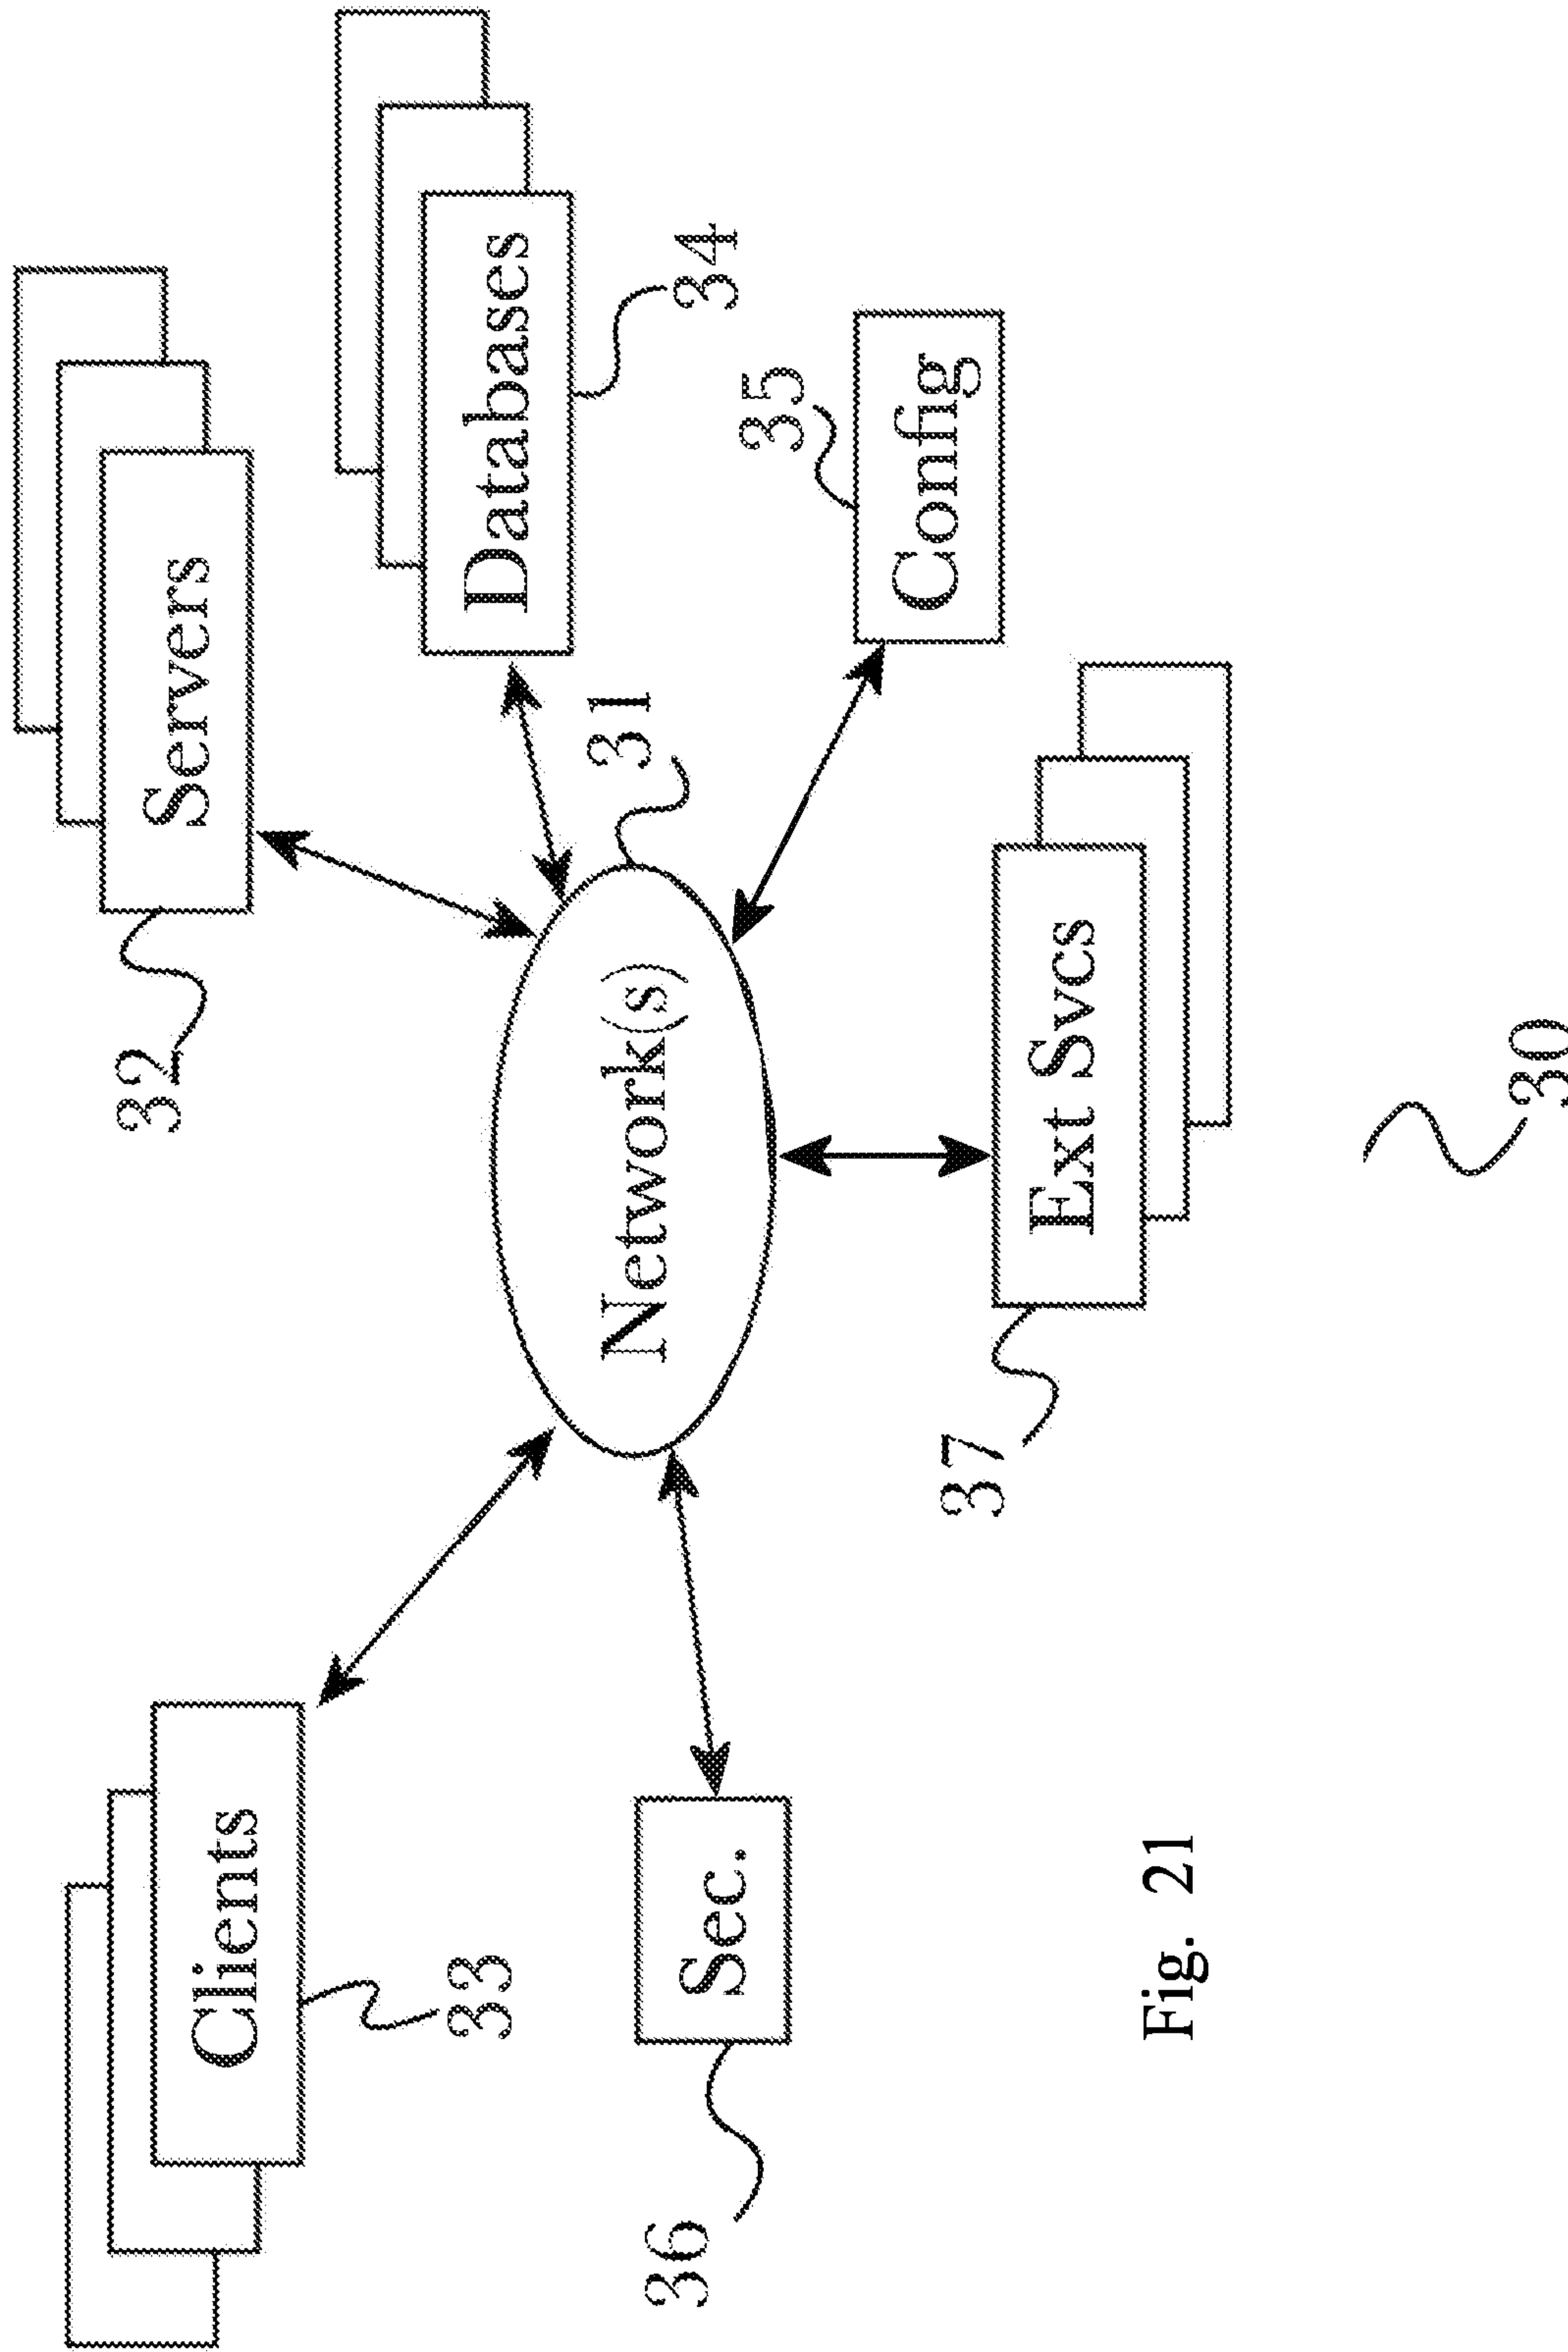 Servers
32
Clients
33
Databases
34
31
Network(s)
35
Config
Sec.
36
Ext Svcs
37
Fig. 21
30